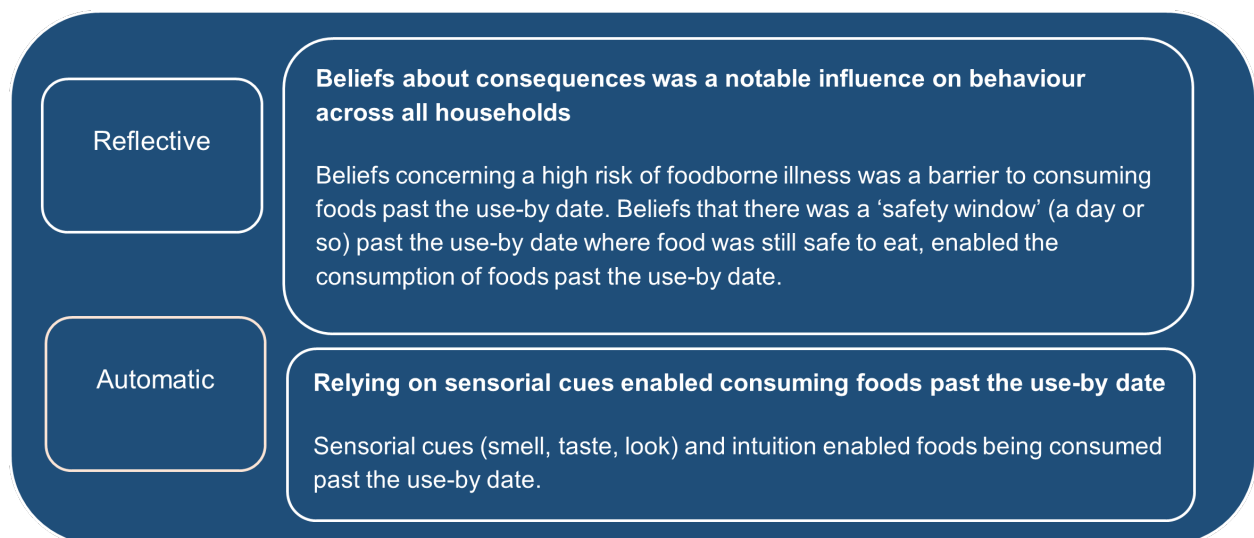 Reflective
Beliefs about consequences was a notable influence on behaviour
across all households
Beliefs concerning a high risk of foodborne illness was a barrier to consuming
foods past the use-by date. Beliefs that there was a ‘safety window’ (a day or
so) past the use-by date where food was still safe to eat, enabled the
consumption of foods past the use-by date.
Automatic
Relying on sensorial cues enabled consuming foods past the use-by date
Sensorial cues (smell, taste, look) and intuition enabled foods being consumed
past the use-by date.